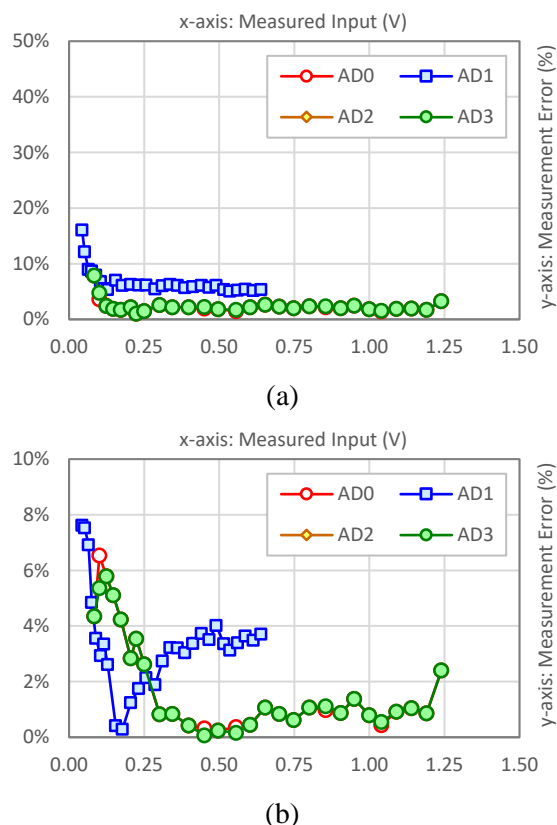 x-axis: Measured Input (V)
50%
40%
30%
20%
10%
0%
AD0 AD1
AD2 AD3
y-axis: Measurement Error (%)
0.00 0.25 0.50 0.75 1.00 1.25 1.50
(a)
x-axis: Measured Input (V)
10%
8%
6%
4%
2%
0%
AD0 AD1
AD2 AD3
y-axis: Measurement Error (%)
0.00 0.25 0.50 0.75 1.00 1.25 1.50
(b)